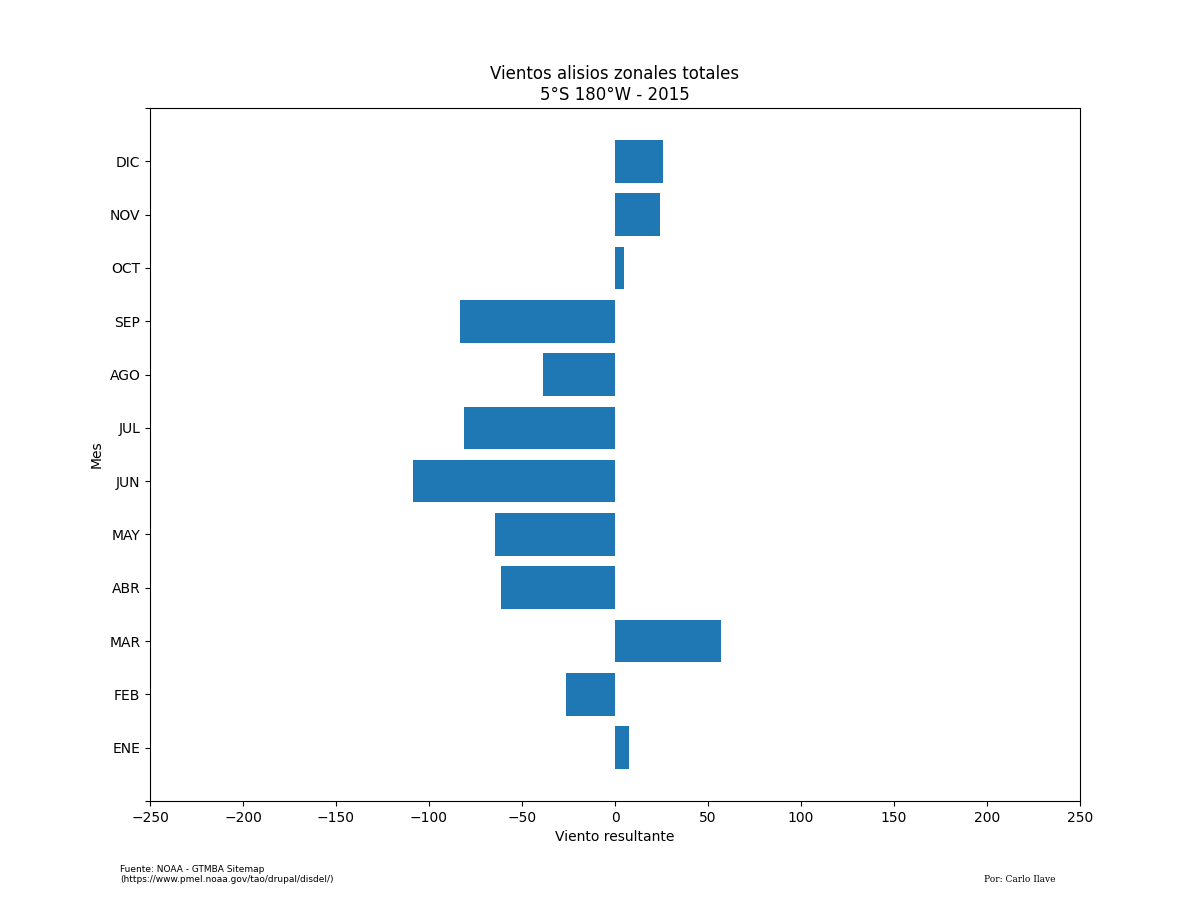 Vientos alisios zonales totales
5°S 180°W - 2015
DIC
NOV
OCT
SEP
AGO
JUL
JUN
MAY
ABR
MAR
FEB
ENE
Mes
−250 −200 −150 −100 −50 0 50 100 150 200 250
Viento resultante
Fuente: NOAA - GTMBA Sitemap
(https://www.pmel.noaa.gov/tao/drupal/disdel/)
Por: Carlo Ilave